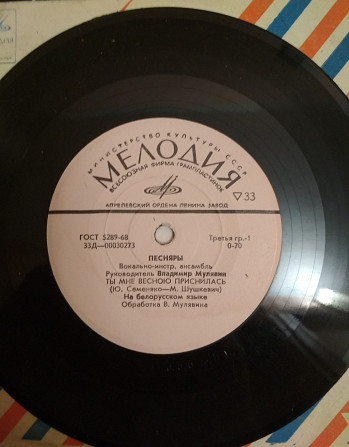 МИНИСТЕРСТВО КУЛЬТУРЫ СССР
МЕЛОДИЯ
ВСЕСОЮЗНАЯ ФИРМА ГРАМПЛАСТИНОК
▽33
АПРЕЛЕВСКИЙ ОРДЕНА ЛЕНИНА ЗАВОД
ГОСТ 5289-68
33Д—00030273
Третья гр.-1
0-70
ПЕСНЯРЫ
Вокально-инстр. ансамбль
Руководитель Владимир Мулявин
ТЫ МНЕ ВЕСНОЮ ПРИСНИЛАСЬ
(Ю. Семеняко—М. Шушкевич)
На белорусском языке
Обработка В. Мулявина